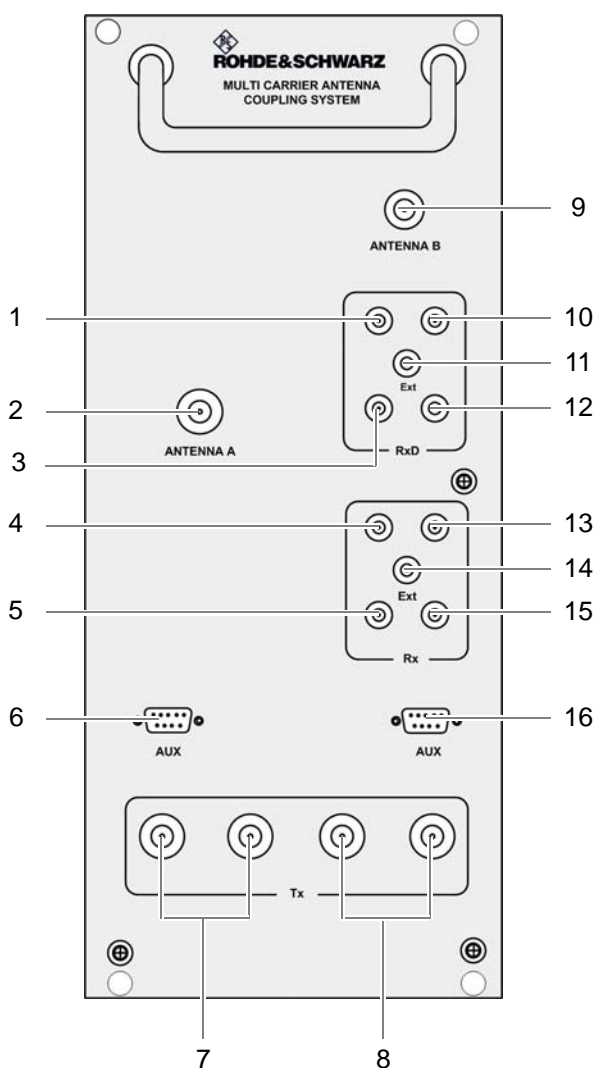 ROHDE&SCHWARZ
MULTI CARRIER ANTENNA
COUPLING SYSTEM
9
ANTENNA B
1
10
11
Ext
2
12
ANTENNA A
3
RxD
4
13
14
Ext
5
15
Rx
6
16
AUX
AUX
Tx
7
8